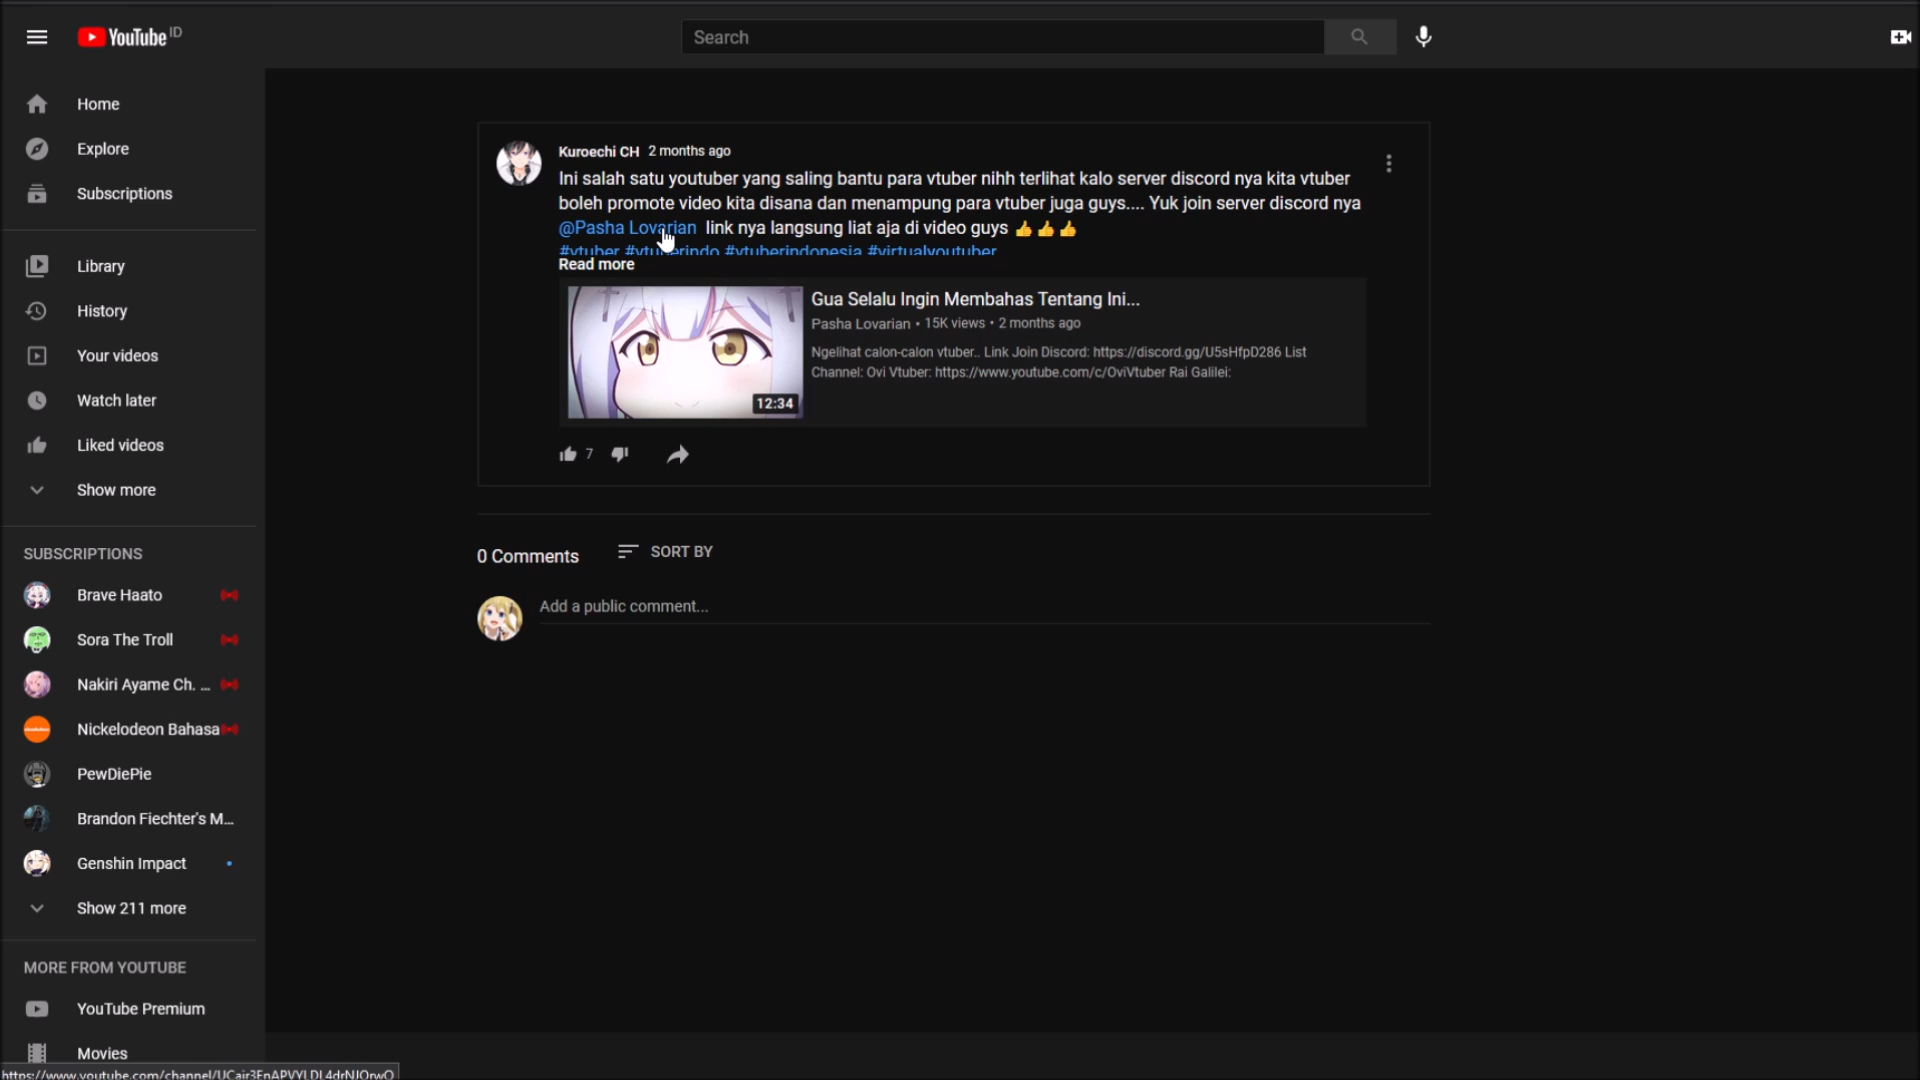 YouTube ID
Search
Home
Explore
Subscriptions
Library
History
Your videos
Watch later
Liked videos
Show more
SUBSCRIPTIONS
Brave Haato
Sora The Troll
Nakiri Ayame Ch. ...
Nickelodeon Bahasa
PewDiePie
Brandon Fiechter's M...
Genshin Impact
Show 211 more
MORE FROM YOUTUBE
YouTube Premium
Movies
Kuroechi CH 2 months ago
Ini salah satu youtuber yang saling bantu para vtuber nihh terlihat kalo server discord nya kita vtuber
boleh promote video kita disana dan menampung para vtuber juga guys.... Yuk join server discord nya
@Pasha Lovarian link nya langsung liat aja di video guys 👍👍👍
#vtuber #vtuberindo #vtuberindonesia #virtualyoutuber
Read more
Gua Selalu Ingin Membahas Tentang Ini...
Pasha Lovarian • 15K views • 2 months ago
Ngelihat calon-calon vtuber.. Link Join Discord: https://discord.gg/U5sHfpD286 List
Channel: Ovi Vtuber: https://www.youtube.com/c/OviVtuber Rai Galilei:
12:34
7
0 Comments SORT BY
Add a public comment...